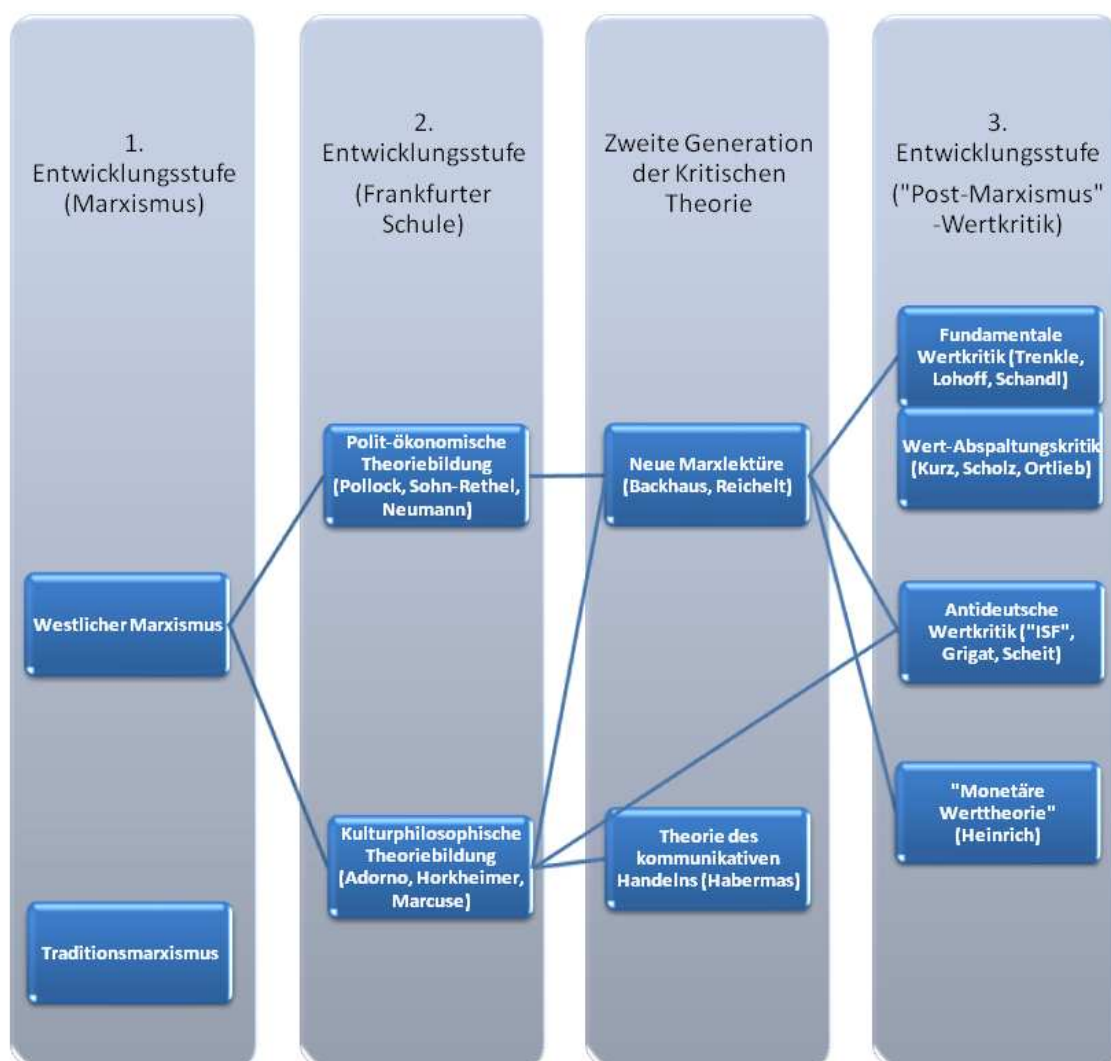 1.
Entwicklungsstufe
(Marxismus)
Westlicher Marxismus
Traditionsmarxismus
2.
Entwicklungsstufe
(Frankfurter
Schule)
Polit-ökonomische
Theoriebildung
(Pollock, Sohn-Rethel,
Neumann)
Kulturphilosophische
Theoriebildung
(Adorno, Horkheimer,
Marcuse)
Zweite Generation
der Kritischen
Theorie
Neue Marxlektüre
(Backhaus, Reichelt)
Theorie des
kommunikativen
Handelns (Habermas)
3.
Entwicklungsstufe
("Post-Marxismus"
-Wertkritik)
Fundamentale
Wertkritik (Trenkle,
Lohoff, Schandl)
Wert-Abspaltungskritik
(Kurz, Scholz, Ortlieb)
Antideutsche
Wertkritik ("ISF",
Grigat, Scheit)
"Monetäre
Werttheorie"
(Heinrich)